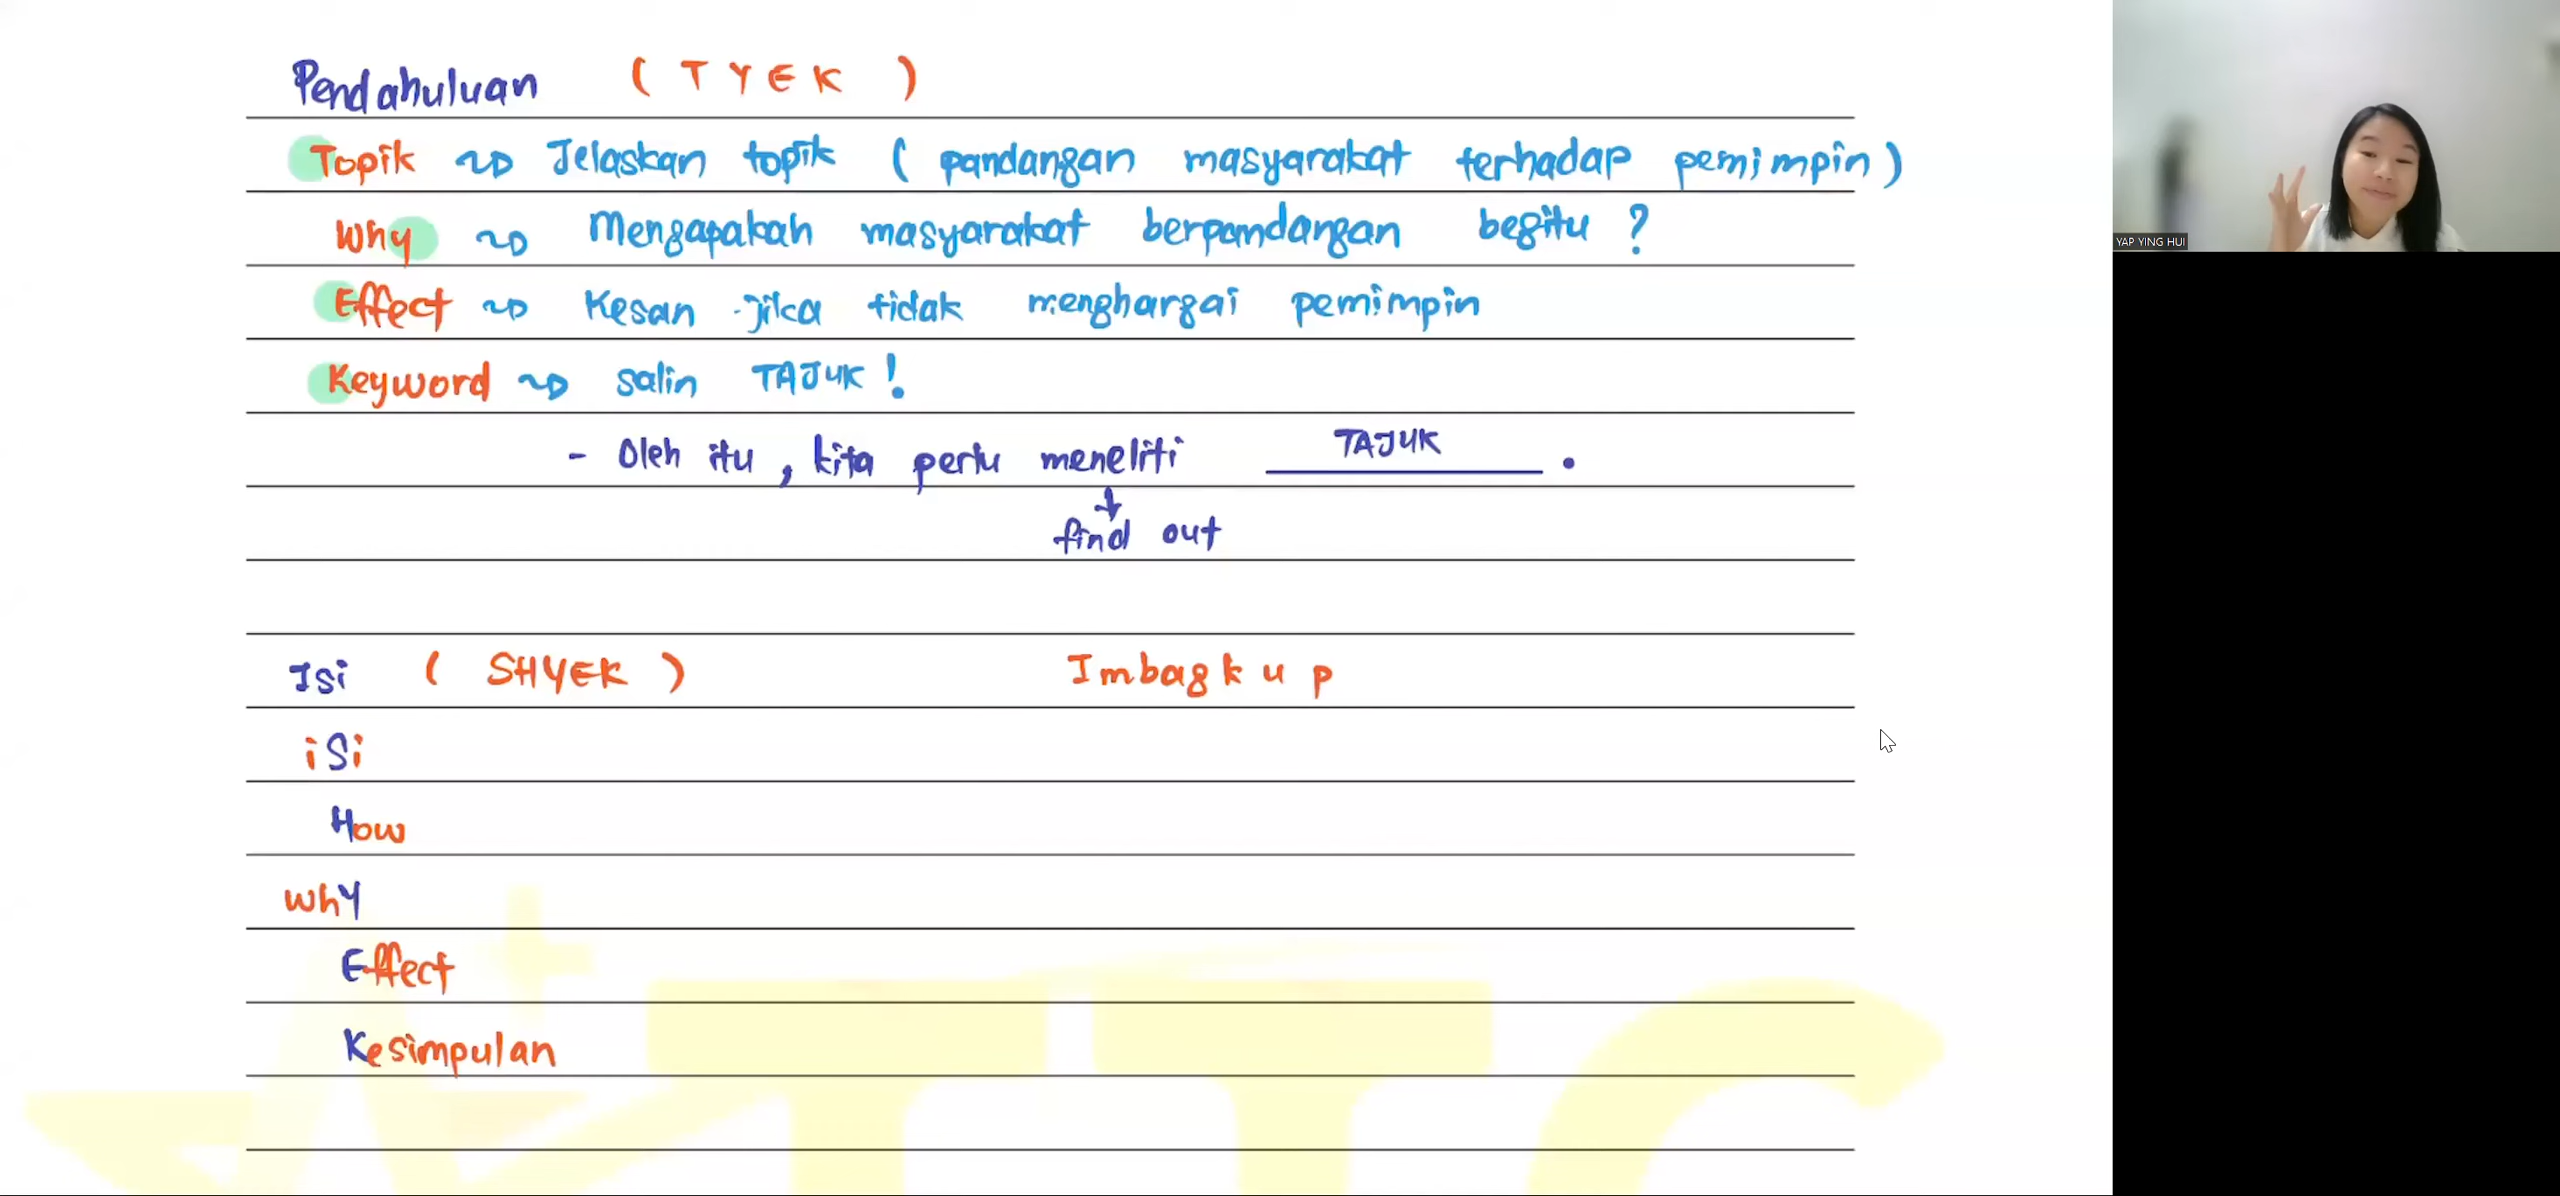 Pendahuluan ( TYEK )
Topik ~> Jelaskan topik ( pandangan masyarakat terhadap pemimpin )
Why ~> Mengapakah masyarakat berpandangan begitu ?
Effect ~> Kesan jika tidak menghargai pemimpin
Keyword ~> salin TAJUK !
- Oleh itu , kita perlu meneliti TAJUK .
↓
find out
Isi ( SHYEK ) Imbagkup
iSi
How
whY
Effect
Kesimpulan
A+ TTC
YAP YING HUI